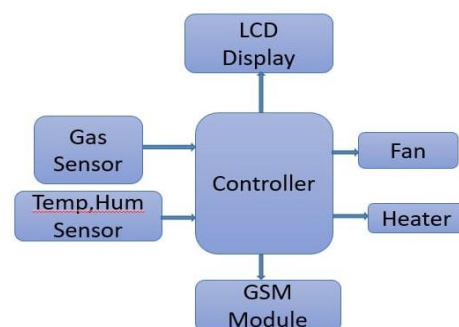 LCD
Display
Gas
Sensor
Controller
Fan
Temp,Hum
Sensor
Heater
GSM
Module